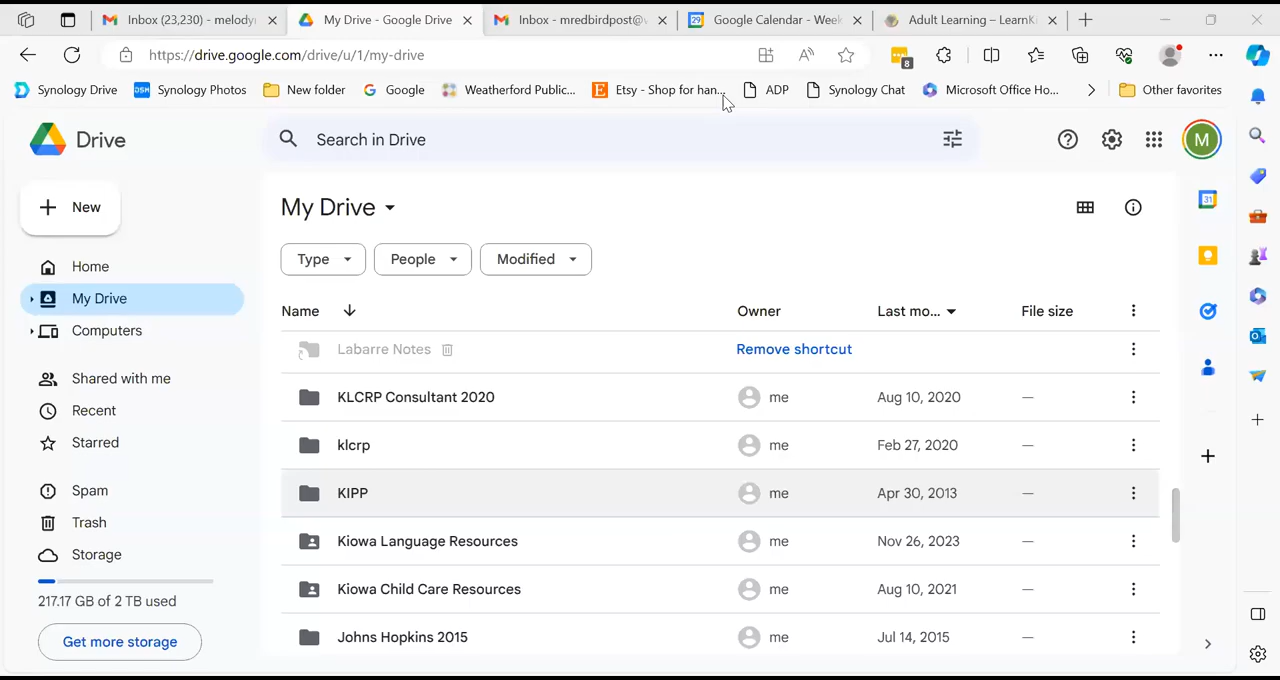 Inbox (23,230) - melody
My Drive - Google Drive
Inbox - mredbirdpost@
Google Calendar - Week
Adult Learning – LearnKi
https://drive.google.com/drive/u/1/my-drive
8
Synology Drive
DSM Synology Photos
New folder
Google
Weatherford Public...
E Etsy - Shop for han...
ADP
Synology Chat
Microsoft Office Ho...
Other favorites
Drive
Search in Drive
M
New
My Drive
31
Type
People
Modified
Home
My Drive
Computers
Shared with me
Recent
Starred
Spam
Trash
Storage
217.17 GB of 2 TB used
Get more storage
Name Owner Last mo... File size
Labarre Notes Remove shortcut
KLCRP Consultant 2020 me Aug 10, 2020 —
klcrp me Feb 27, 2020 —
KIPP me Apr 30, 2013 —
Kiowa Language Resources me Nov 26, 2023 —
Kiowa Child Care Resources me Aug 10, 2021 —
Johns Hopkins 2015 me Jul 14, 2015 —